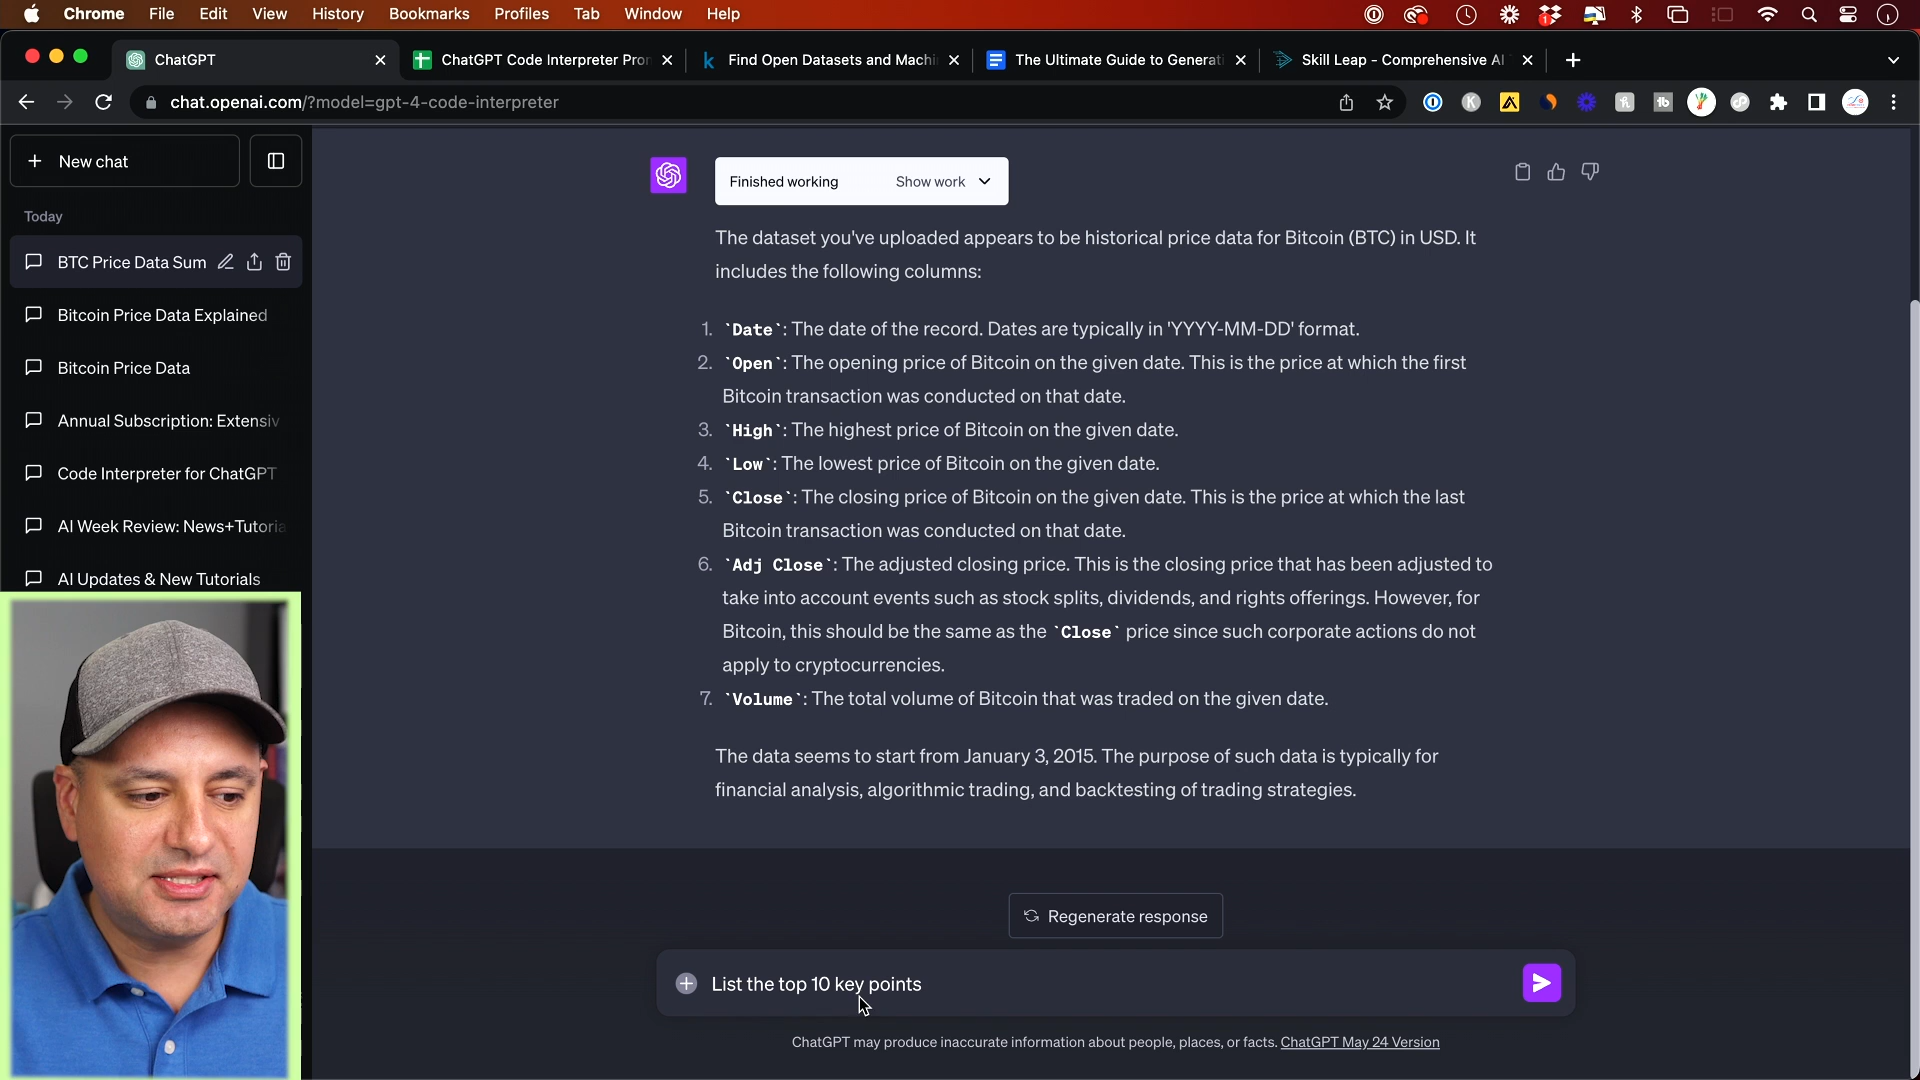 Chrome File Edit View History Bookmarks Profiles Tab Window Help
ChatGPT
ChatGPT Code Interpreter Pro
Find Open Datasets and Machi
The Ultimate Guide to Generati
Skill Leap - Comprehensive AI
chat.openai.com/?model=gpt-4-code-interpreter
New chat
Today
BTC Price Data Sum
Bitcoin Price Data Explained
Bitcoin Price Data
Annual Subscription: Extensiv
Code Interpreter for ChatGPT
AI Week Review: News+Tutoria
AI Updates & New Tutorials
Finished working Show work
The dataset you've uploaded appears to be historical price data for Bitcoin (BTC) in USD. It
includes the following columns:
1. `Date`: The date of the record. Dates are typically in 'YYYY-MM-DD' format.
2. `Open`: The opening price of Bitcoin on the given date. This is the price at which the first
Bitcoin transaction was conducted on that date.
3. `High`: The highest price of Bitcoin on the given date.
4. `Low`: The lowest price of Bitcoin on the given date.
5. `Close`: The closing price of Bitcoin on the given date. This is the price at which the last
Bitcoin transaction was conducted on that date.
6. `Adj Close`: The adjusted closing price. This is the closing price that has been adjusted to
take into account events such as stock splits, dividends, and rights offerings. However, for
Bitcoin, this should be the same as the `Close` price since such corporate actions do not
apply to cryptocurrencies.
7. `Volume`: The total volume of Bitcoin that was traded on the given date.
The data seems to start from January 3, 2015. The purpose of such data is typically for
financial analysis, algorithmic trading, and backtesting of trading strategies.
Regenerate response
List the top 10 key points
ChatGPT may produce inaccurate information about people, places, or facts. ChatGPT May 24 Version